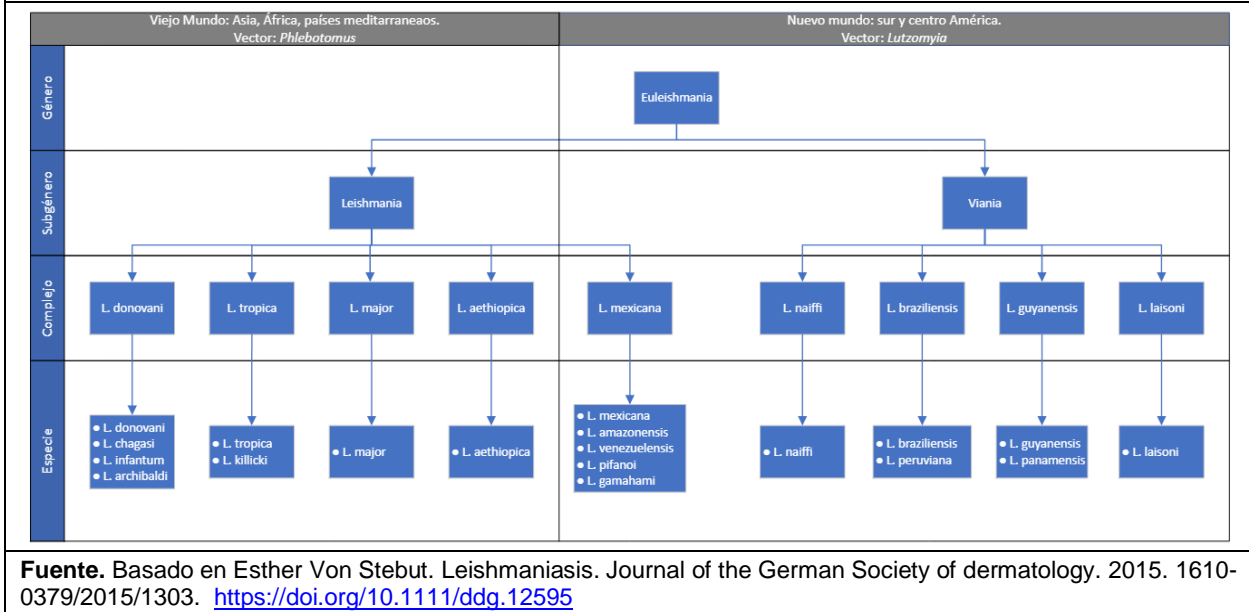 Viejo Mundo: Asia, África, países meditarraneaos.
Vector: Phlebotomus
Nuevo mundo: sur y centro América.
Vector: Lutzomyia
Género
Euleishmania
Subgénero
Leishmania
Viania
Complejo
L. donovani
L. tropica
L. major
L. aethiopica
L. mexicana
L. naiffi
L. braziliensis
L. guyanensis
L. laisoni
Especie
● L. donovani
● L. chagasi
● L. infantum
● L. archibaldi
● L. tropica
● L. killicki
● L. major
● L. aethiopica
● L. mexicana
● L. amazonensis
● L. venezuelensis
● L. pifanoi
● L. gamahami
● L. naiffi
● L. braziliensis
● L. peruviana
● L. guyanensis
● L. panamensis
● L. laisoni
Fuente. Basado en Esther Von Stebut. Leishmaniasis. Journal of the German Society of dermatology. 2015. 1610-
0379/2015/1303. https://doi.org/10.1111/ddg.12595